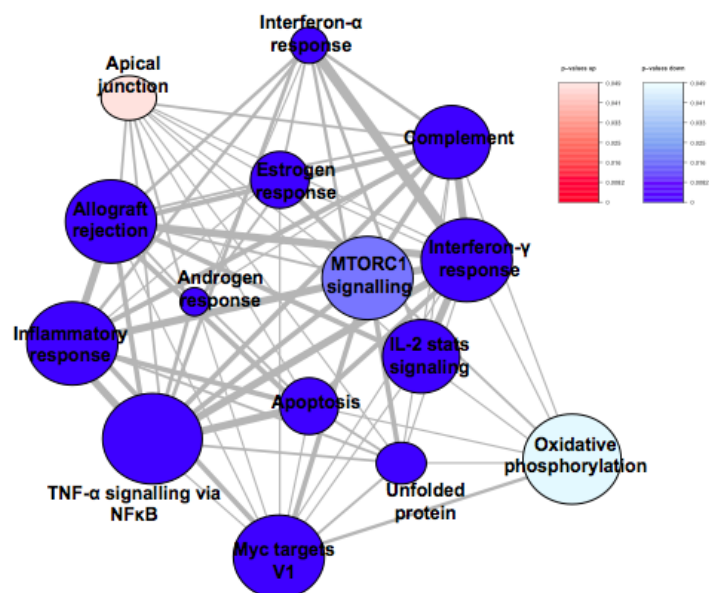 Interferon-α
response
Apical
junction
p-values up
p-values down
Complement
Estrogen
response
Allograft
rejection
Interferon-γ
response
MTORC1
signalling
Androgen
response
Inflammatory
response
IL-2 stats
signaling
Apoptosis
Oxidative
phosphorylation
Unfolded
protein
TNF-α signalling via
NFκB
Myc targets
V1